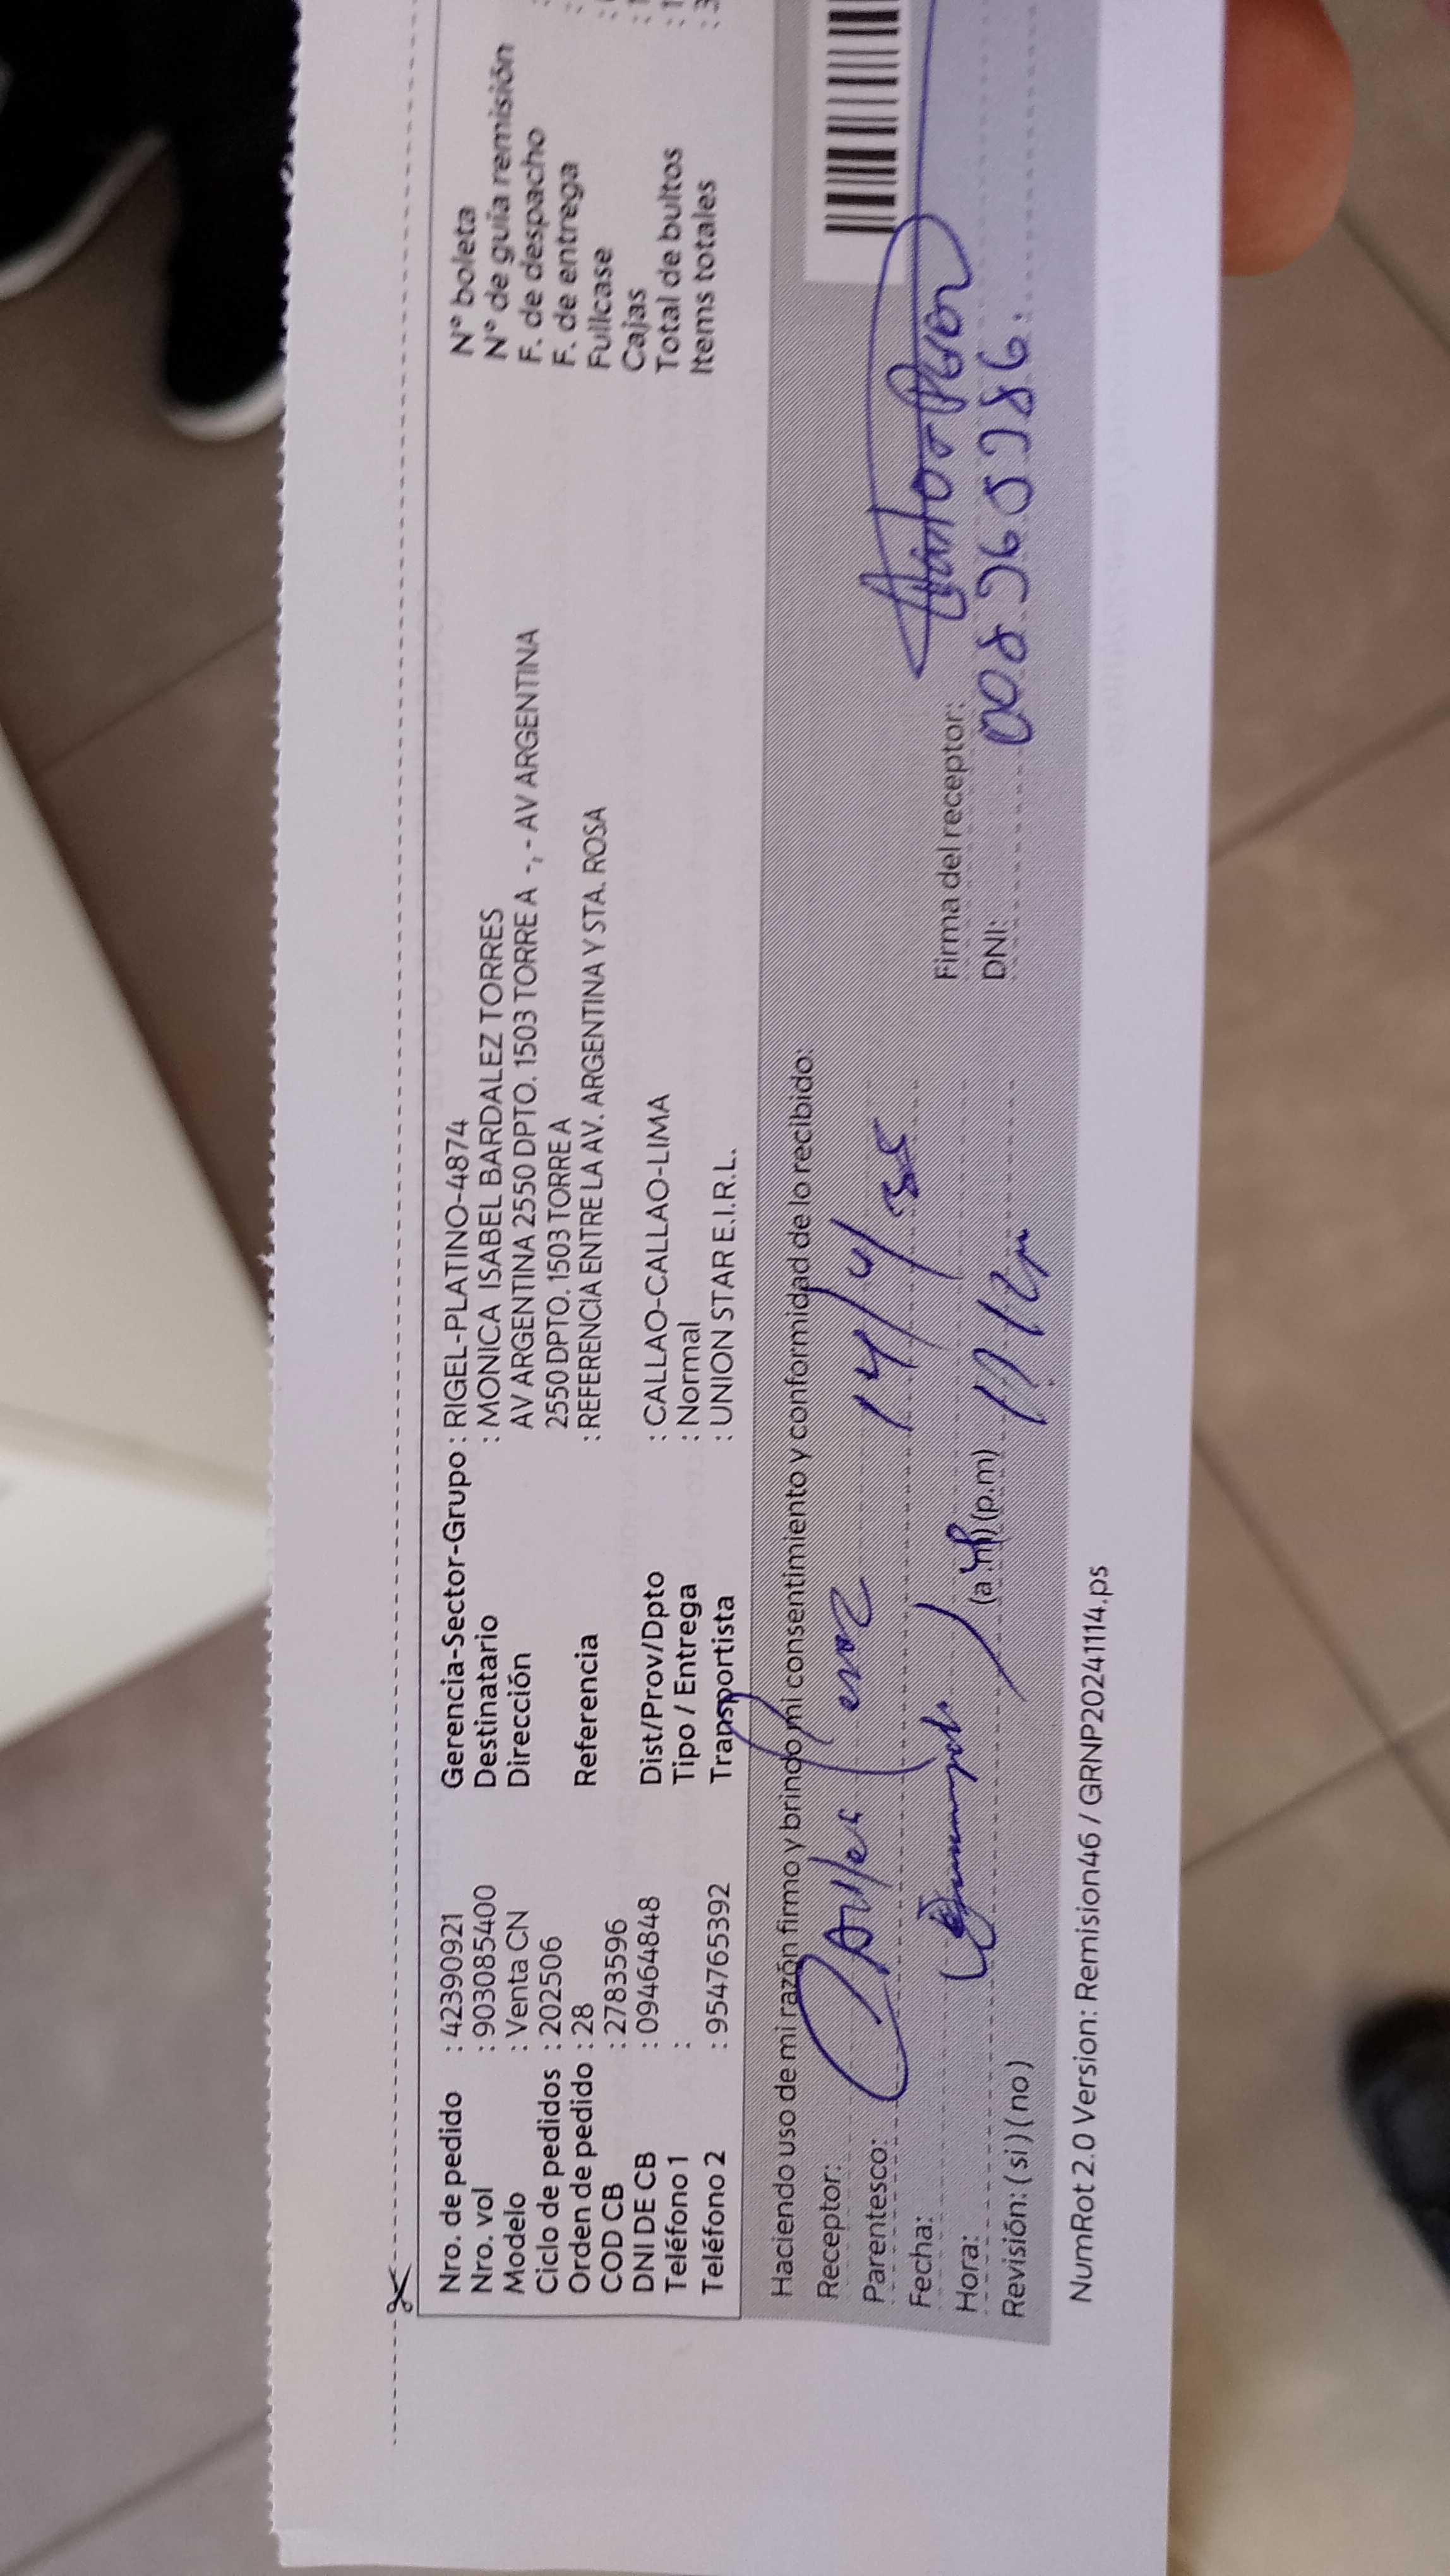 Nro. de pedido : 42390921 Gerencia-Sector-Grupo : RIGEL-PLATINO-4874 N° boleta :
Nro. vol : 903085400 Destinatario : MONICA ISABEL BARDALEZ TORRES N° de guía remisión
Modelo : Venta CN Dirección AV ARGENTINA 2550 DPTO. 1503 TORRE A -, - AV ARGENTINA F. de despacho
Ciclo de pedidos : 202506 2550 DPTO. 1503 TORRE A F. de entrega
Orden de pedido : 28 Referencia : REFERENCIA ENTRE LA AV. ARGENTINA Y STA. ROSA Fullcase
COD CB : 2783596 Cajas
DNI DE CB : 09464848 Dist/Prov/Dpto : CALLAO-CALLAO-LIMA Total de bultos
Teléfono 1 : Tipo / Entrega : Normal Items totales
Teléfono 2 : 954765392 Transportista : UNION STAR E.I.R.L.
Haciendo uso de mi razón firmo y brindo mi consentimiento y conformidad de lo recibido:
Receptor:
Parentesco:
Fecha: 14/4/25 Firma del receptor:
Hora: (a.m) (p.m) DNI:
Revisión: ( si ) ( no )
NumRot 2.0 Version: Remision46 / GRNP20241114.ps